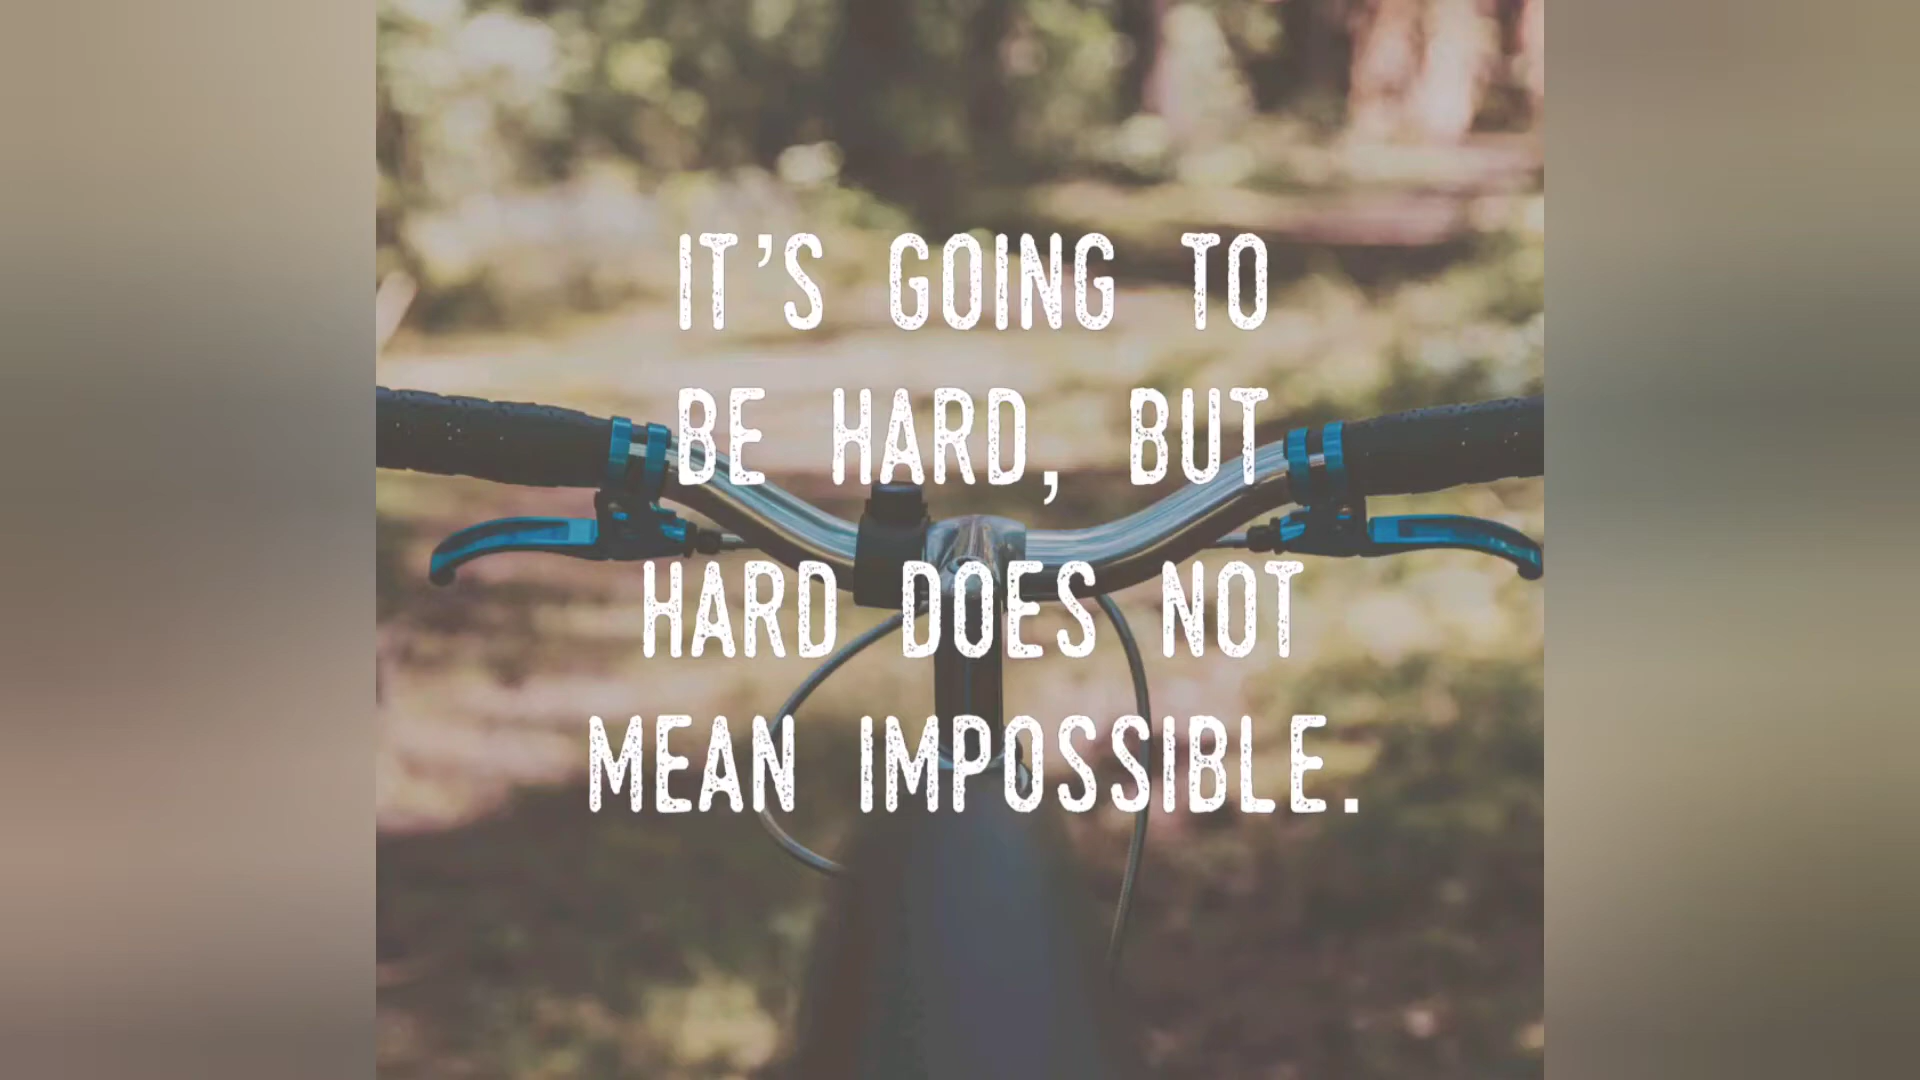 IT'S GOING TO
BE HARD, BUT
HARD DOES NOT
MEAN IMPOSSIBLE.